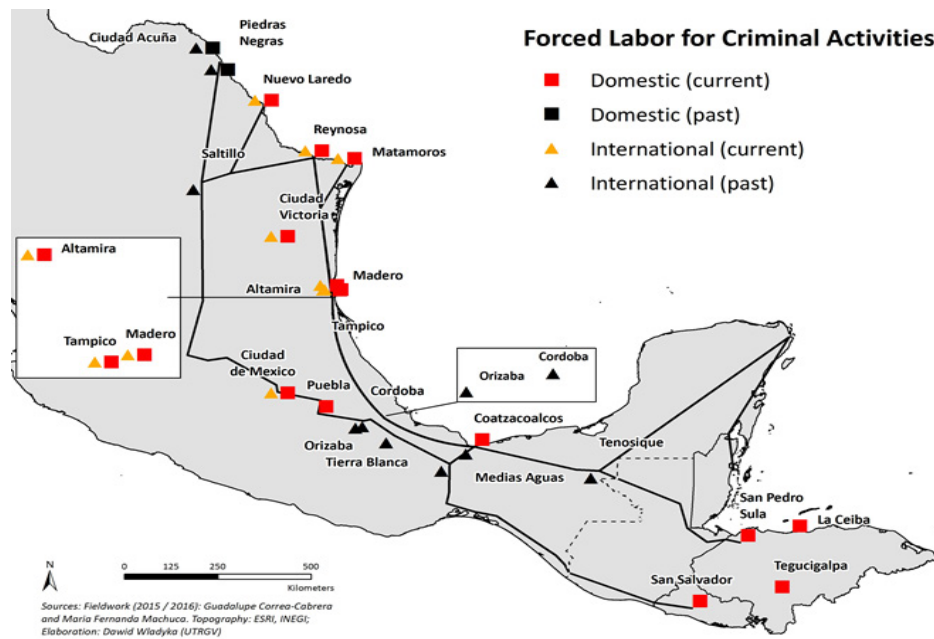 Forced Labor for Criminal Activities
Domestic (current)
Domestic (past)
International (current)
International (past)
Ciudad Acuña
Piedras
Negras
Nuevo Laredo
Reynosa
Matamoros
Saltillo
Ciudad
Victoria
Altamira
Tampico
Madero
Altamira
Madero
Tampico
Ciudad
de Mexico
Puebla
Cordoba
Cordoba
Orizaba
Coatzacoalcos
Orizaba
Tierra Blanca
Medias Aguas
Tenosique
San Pedro
Sula
La Ceiba
Tegucigalpa
San Salvador
N
0 125 250 500
Kilometers
Sources: Fieldwork (2015 / 2016): Guadalupe Correa-Cabrera
and Maria Fernanda Machuca. Topography: ESRI, INEGI;
Elaboration: Dawid Wladyka (UTRGV)